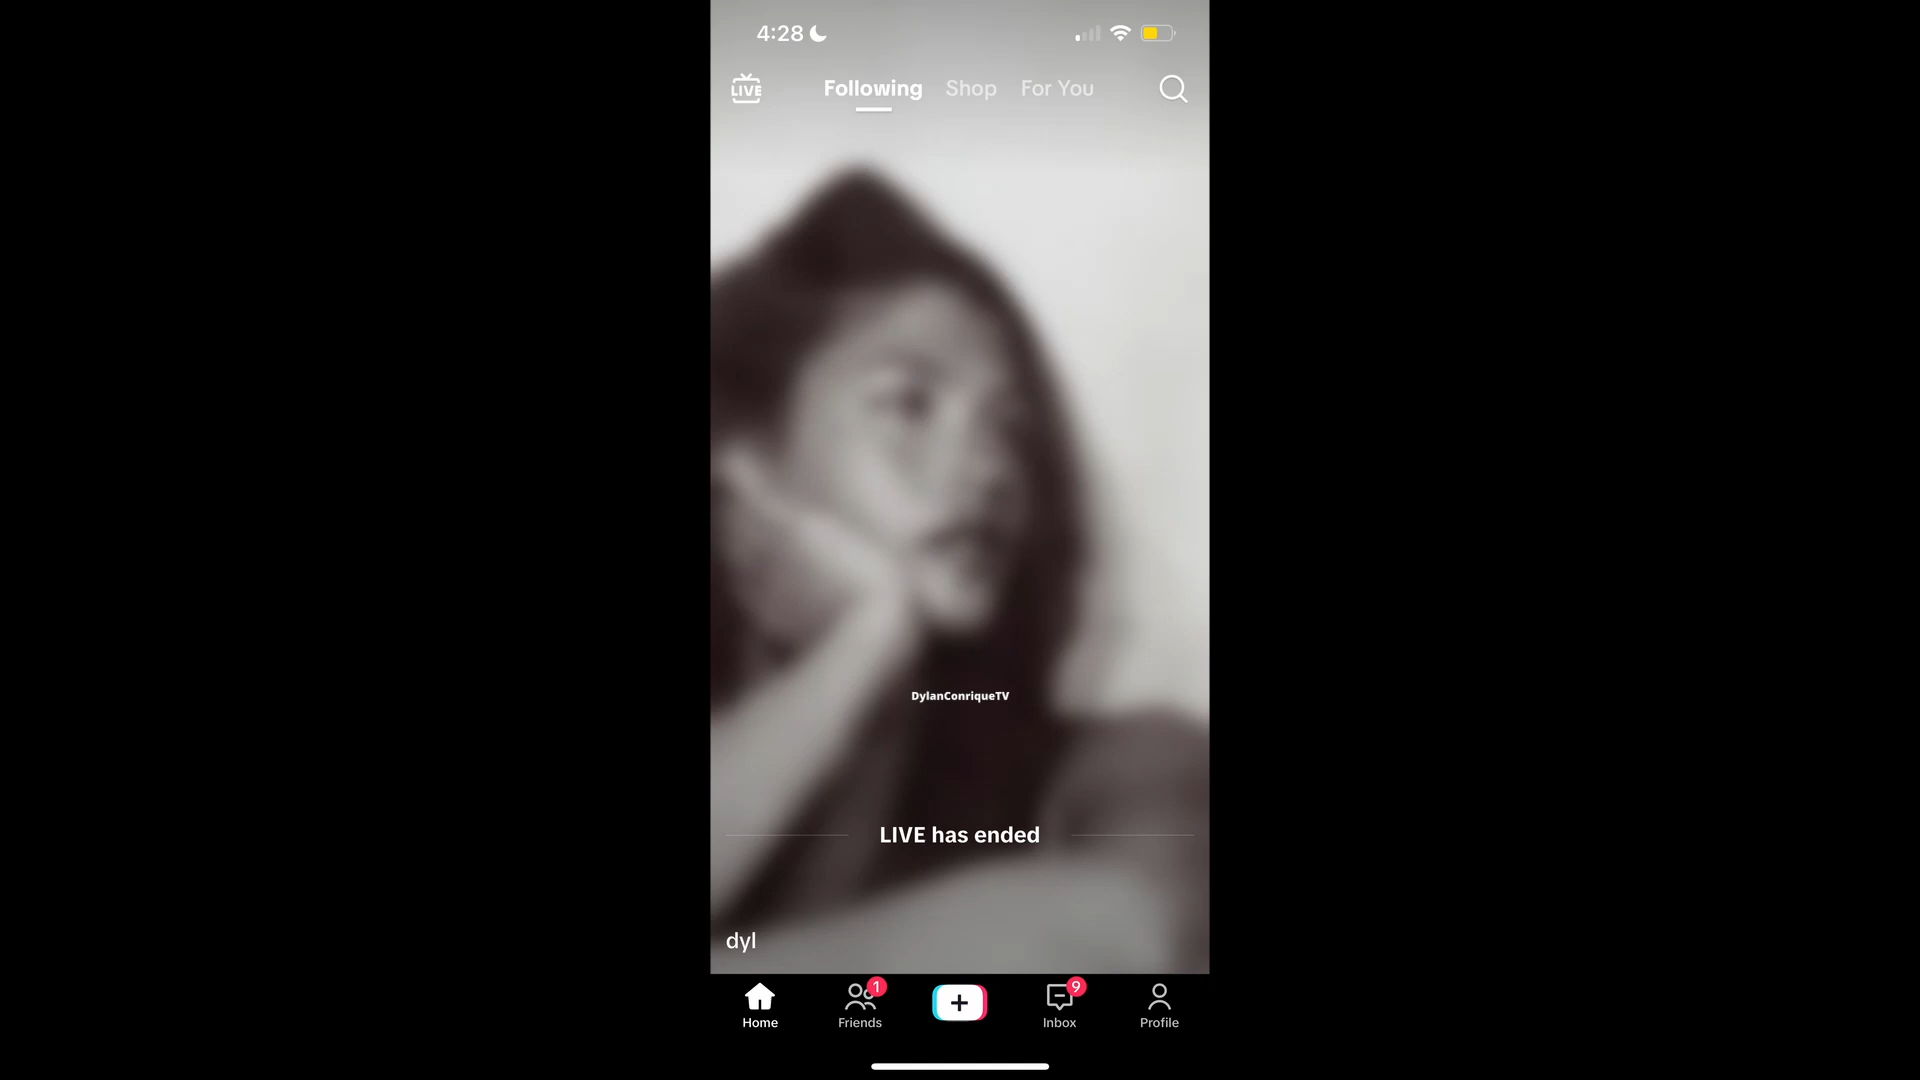 4:28
LIVE
Following
Shop
For You
DylanConriqueTV
LIVE has ended
dyl
1
9
Home
Friends
Inbox
Profile